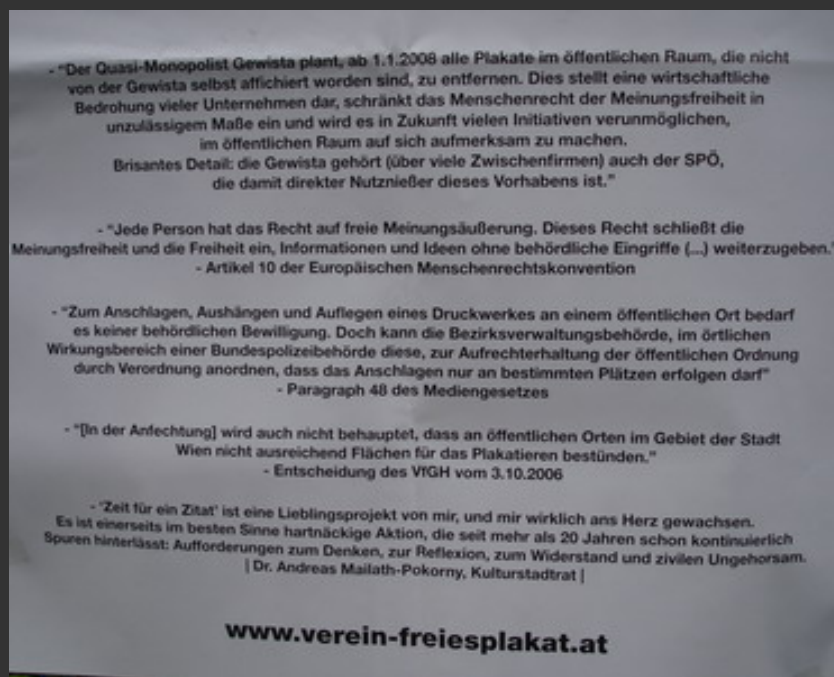 - "Der Quasi-Monopolist Gewista plant, ab 1.1.2008 alle Plakate im öffentlichen Raum, die nicht
von der Gewista selbst affichiert worden sind, zu entfernen. Dies stellt eine wirtschaftliche
Bedrohung vieler Unternehmen dar, schränkt das Menschenrecht der Meinungsfreiheit in
unzulässigem Maße ein und wird es in Zukunft vielen Initiativen verunmöglichen,
im öffentlichen Raum auf sich aufmerksam zu machen.
Brisantes Detail: die Gewista gehört (über viele Zwischenfirmen) auch der SPÖ,
die damit direkter Nutznießer dieses Vorhabens ist."
- "Jede Person hat das Recht auf freie Meinungsäußerung. Dieses Recht schließt die
Meinungsfreiheit und die Freiheit ein, Informationen und Ideen ohne behördliche Eingriffe (...) weiterzugeben."
- Artikel 10 der Europäischen Menschenrechtskonvention
- "Zum Anschlagen, Aushängen und Auflegen eines Druckwerkes an einem öffentlichen Ort bedarf
es keiner behördlichen Bewilligung. Doch kann die Bezirksverwaltungsbehörde, im örtlichen
Wirkungsbereich einer Bundespolizeibehörde diese, zur Aufrechterhaltung der öffentlichen Ordnung
durch Verordnung anordnen, dass das Anschlagen nur an bestimmten Plätzen erfolgen darf"
- Paragraph 48 des Mediengesetzes
- "[In der Anfechtung] wird auch nicht behauptet, dass an öffentlichen Orten im Gebiet der Stadt
Wien nicht ausreichend Flächen für das Plakatieren bestünden."
- Entscheidung des VfGH vom 3.10.2006
- 'Zeit für ein Zitat' ist eine Lieblingsprojekt von mir, und mir wirklich ans Herz gewachsen.
Es ist einerseits im besten Sinne hartnäckige Aktion, die seit mehr als 20 Jahren schon kontinuierlich
Spuren hinterlässt: Aufforderungen zum Denken, zur Reflexion, zum Widerstand und zivilen Ungehorsam.
| Dr. Andreas Mailath-Pokorny, Kulturstadtrat |
www.verein-freiesplakat.at